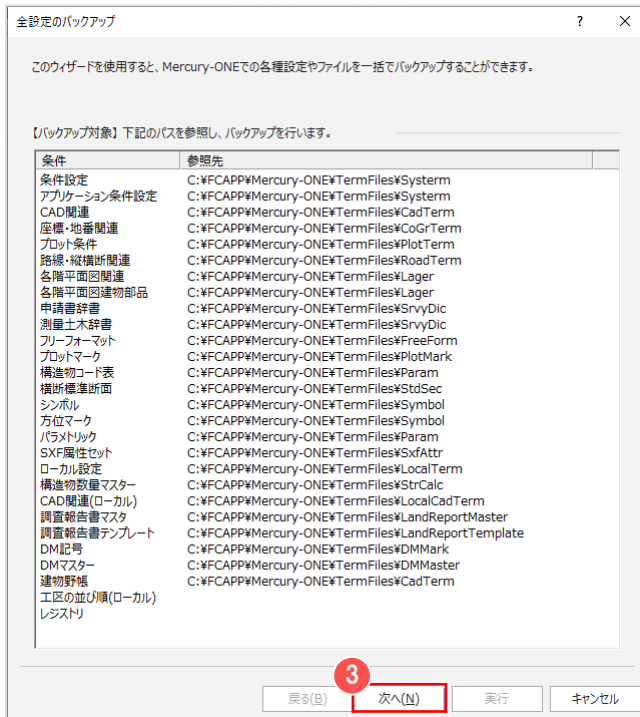 全設定のバックアップ ? ×
このウィザードを使用すると、Mercury-ONEでの各種設定やファイルを一括でバックアップすることができます。
【バックアップ対象】下記のパスを参照し、バックアップを行います。
条件 参照先
条件設定 C:¥FCAPP¥Mercury-ONE¥TermFiles¥Systerm
アプリケーション条件設定 C:¥FCAPP¥Mercury-ONE¥TermFiles¥Systerm
CAD関連 C:¥FCAPP¥Mercury-ONE¥TermFiles¥CadTerm
座標・地番関連 C:¥FCAPP¥Mercury-ONE¥TermFiles¥CoGrTerm
プロット条件 C:¥FCAPP¥Mercury-ONE¥TermFiles¥PlotTerm
路線・縦横断関連 C:¥FCAPP¥Mercury-ONE¥TermFiles¥RoadTerm
各階平面図関連 C:¥FCAPP¥Mercury-ONE¥TermFiles¥Lager
各階平面図建物部品 C:¥FCAPP¥Mercury-ONE¥TermFiles¥Lager
申請書辞書 C:¥FCAPP¥Mercury-ONE¥TermFiles¥SrvyDic
測量土木辞書 C:¥FCAPP¥Mercury-ONE¥TermFiles¥SrvyDic
フリーフォーマット C:¥FCAPP¥Mercury-ONE¥TermFiles¥FreeForm
プロットマーク C:¥FCAPP¥Mercury-ONE¥TermFiles¥PlotMark
構造物コード表 C:¥FCAPP¥Mercury-ONE¥TermFiles¥Param
横断標準断面 C:¥FCAPP¥Mercury-ONE¥TermFiles¥StdSec
シンボル C:¥FCAPP¥Mercury-ONE¥TermFiles¥Symbol
方位マーク C:¥FCAPP¥Mercury-ONE¥TermFiles¥Symbol
パラメトリック C:¥FCAPP¥Mercury-ONE¥TermFiles¥Param
SXF属性セット C:¥FCAPP¥Mercury-ONE¥TermFiles¥SxfAttr
ローカル設定 C:¥FCAPP¥Mercury-ONE¥TermFiles¥LocalTerm
構造物数量マスター C:¥FCAPP¥Mercury-ONE¥TermFiles¥StrCalc
CAD関連(ローカル) C:¥FCAPP¥Mercury-ONE¥TermFiles¥LocalCadTerm
調査報告書マスタ C:¥FCAPP¥Mercury-ONE¥TermFiles¥LandReportMaster
調査報告書テンプレート C:¥FCAPP¥Mercury-ONE¥TermFiles¥LandReportTemplate
DM記号 C:¥FCAPP¥Mercury-ONE¥TermFiles¥DMMark
DMマスター C:¥FCAPP¥Mercury-ONE¥TermFiles¥DMMaster
建物野帳 C:¥FCAPP¥Mercury-ONE¥TermFiles¥CadTerm
工区の並び順(ローカル)
レジストリ
3
戻る(B) 次へ(N) 実行 キャンセル